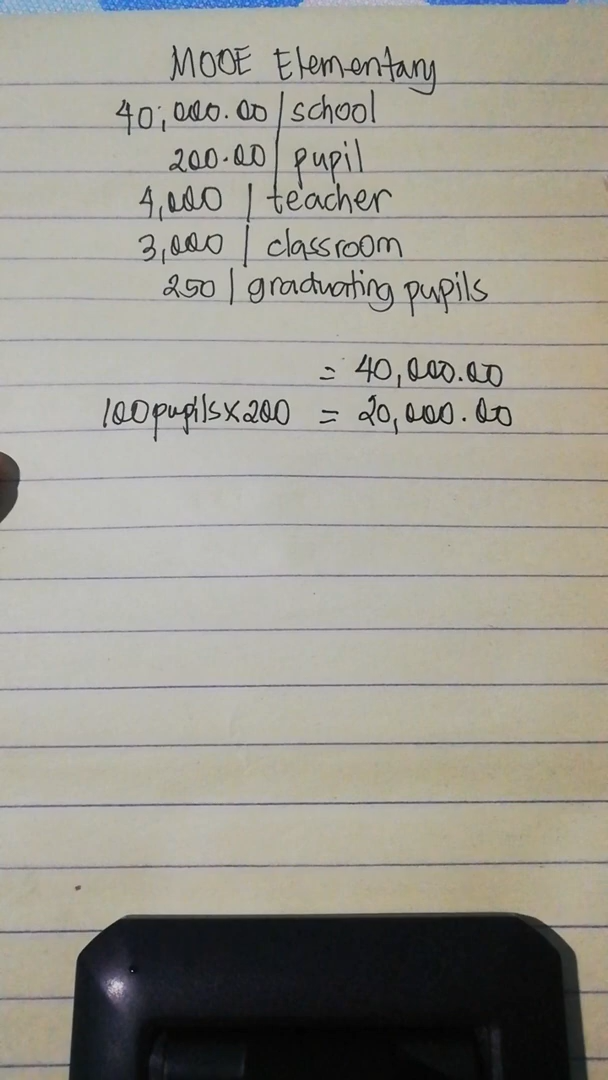 MOOE Elementary
40,000.00 / school
200.00 / pupil
4,000 / teacher
3,000 / classroom
250 / graduating pupils
= 40,000.00
100 pupils x 200 = 20,000.00